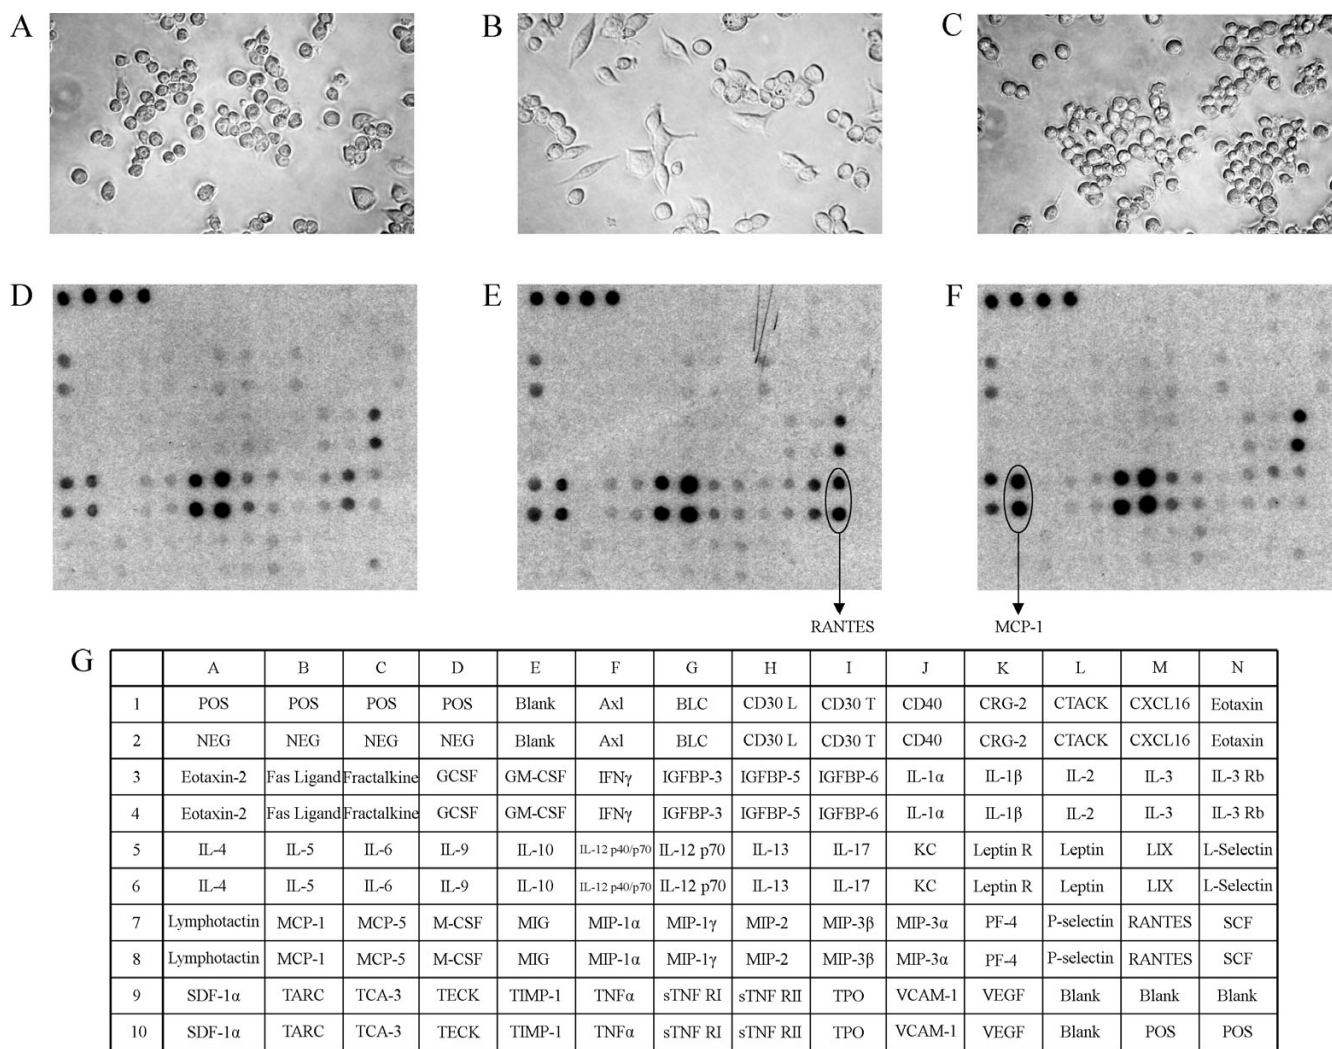 A
B
C
D
E
F
RANTES
MCP-1
G
A B C D E F G H I J K L M N
1 POS POS POS POS Blank Axl BLC CD30 L CD30 T CD40 CRG-2 CTACK CXCL16 Eotaxin
2 NEG NEG NEG NEG Blank Axl BLC CD30 L CD30 T CD40 CRG-2 CTACK CXCL16 Eotaxin
3 Eotaxin-2 Fas Ligand Fractalkine GCSF GM-CSF IFNγ IGFBP-3 IGFBP-5 IGFBP-6 IL-1α IL-1β IL-2 IL-3 IL-3 Rb
4 Eotaxin-2 Fas Ligand Fractalkine GCSF GM-CSF IFNγ IGFBP-3 IGFBP-5 IGFBP-6 IL-1α IL-1β IL-2 IL-3 IL-3 Rb
5 IL-4 IL-5 IL-6 IL-9 IL-10 IL-12 p40/p70 IL-12 p70 IL-13 IL-17 KC Leptin R Leptin LIX L-Selectin
6 IL-4 IL-5 IL-6 IL-9 IL-10 IL-12 p40/p70 IL-12 p70 IL-13 IL-17 KC Leptin R Leptin LIX L-Selectin
7 Lymphotactin MCP-1 MCP-5 M-CSF MIG MIP-1α MIP-1γ MIP-2 MIP-3β MIP-3α PF-4 P-selectin RANTES SCF
8 Lymphotactin MCP-1 MCP-5 M-CSF MIG MIP-1α MIP-1γ MIP-2 MIP-3β MIP-3α PF-4 P-selectin RANTES SCF
9 SDF-1α TARC TCA-3 TECK TIMP-1 TNFα sTNF RI sTNF RII TPO VCAM-1 VEGF Blank Blank Blank
10 SDF-1α TARC TCA-3 TECK TIMP-1 TNFα sTNF RI sTNF RII TPO VCAM-1 VEGF Blank POS POS